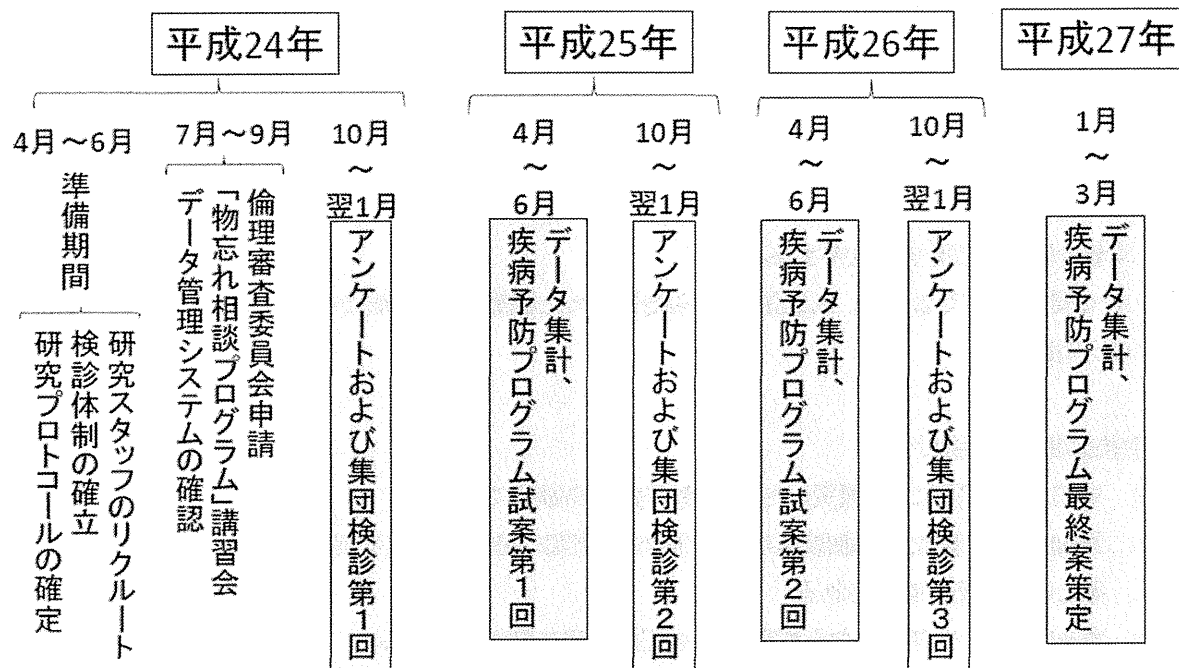 平成24年
4月～6月
準備期間
研究スタッフのリクルート
検診体制の確立
研究プロトコールの確定
7月～9月
倫理審査委員会申請
「物忘れ相談プログラム」講習会
データ管理システムの確認
10月
～
翌1月
アンケートおよび集団検診第1回
平成25年
4月
～
6月
データ集計、
疾病予防プログラム試案第1回
10月
～
翌1月
アンケートおよび集団検診第2回
平成26年
4月
～
6月
データ集計、
疾病予防プログラム試案第2回
10月
～
翌1月
アンケートおよび集団検診第3回
平成27年
1月
～
3月
データ集計、
疾病予防プログラム最終案策定